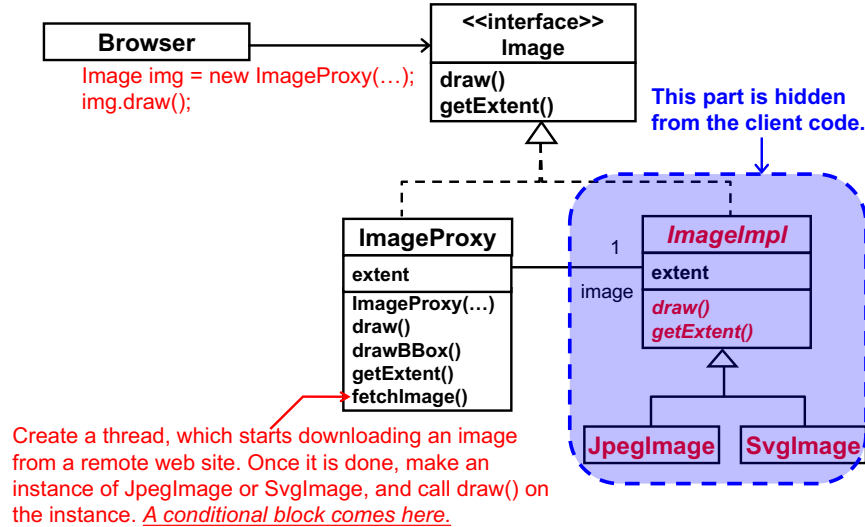 Browser
<<interface>>
Image
draw()
getExtent()
Image img = new ImageProxy(…);
img.draw();
This part is hidden
from the client code.
ImageProxy
extent
ImageProxy(…)
draw()
drawBBox()
getExtent()
fetchImage()
1
image
ImageImpl
extent
draw()
getExtent()
JpegImage
SvgImage
Create a thread, which starts downloading an image
from a remote web site. Once it is done, make an
instance of JpegImage or SvgImage, and call draw() on
the instance. A conditional block comes here.